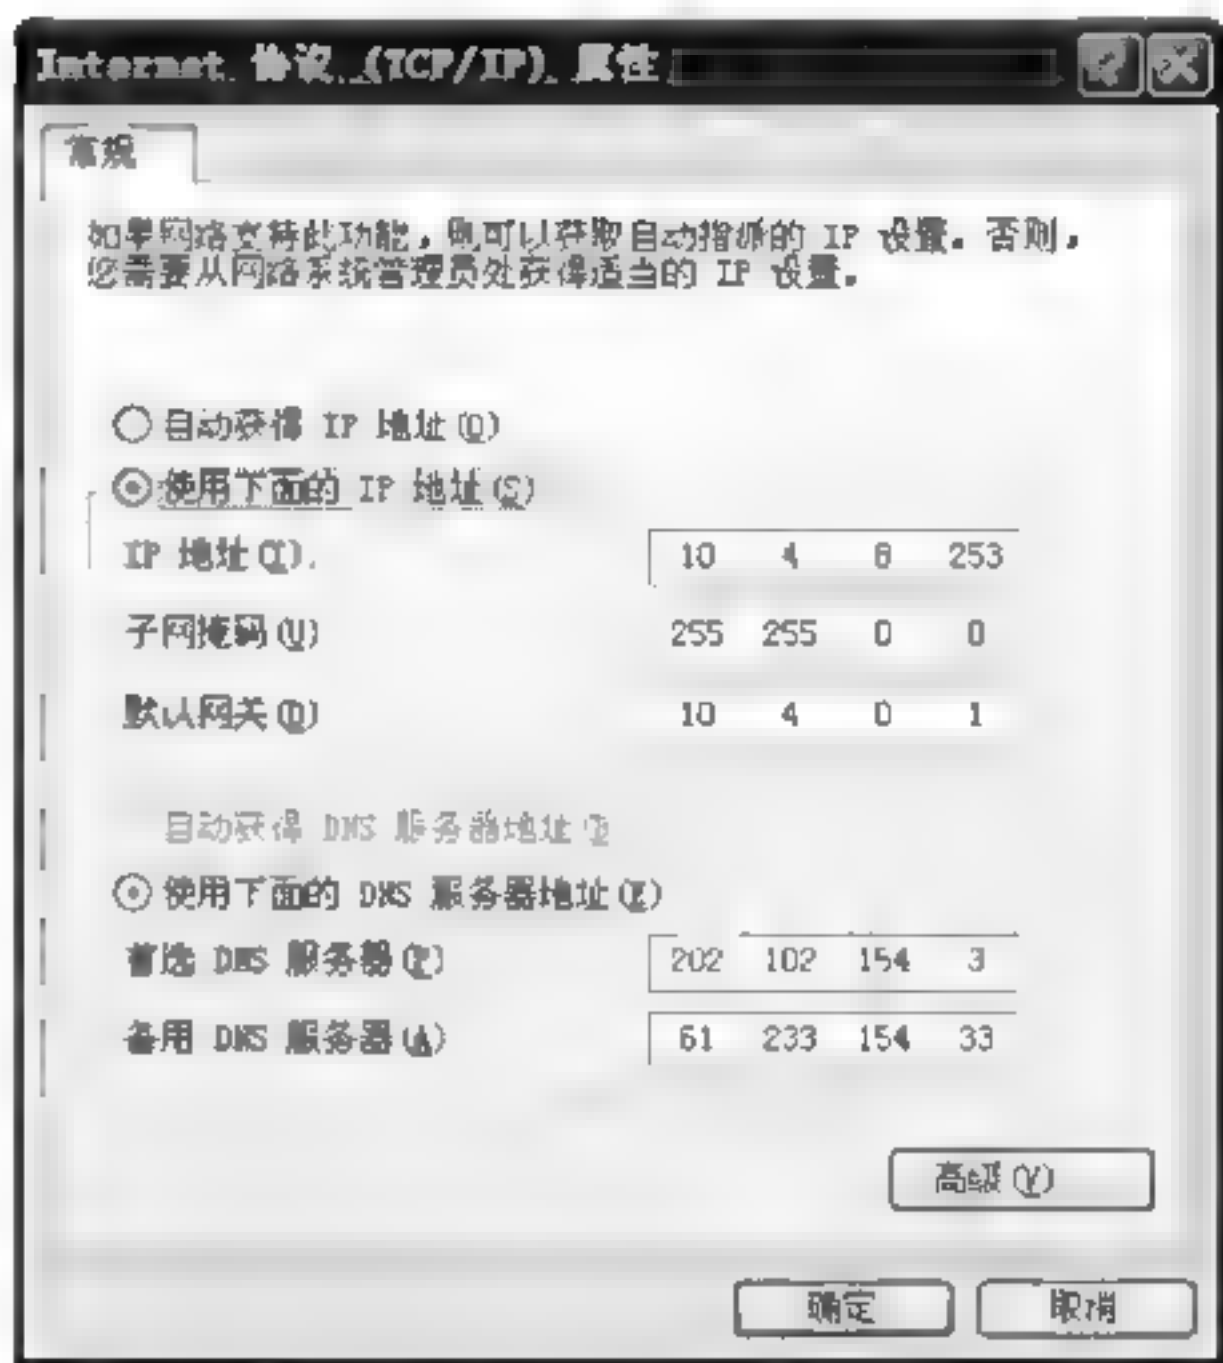 Internet 协议 (TCP/IP) 属性
常规
如果网络支持此功能，则可以获取自动指派的 IP 设置。否则，
您需要从网络系统管理员处获得适当的 IP 设置。
自动获得 IP 地址(O)
使用下面的 IP 地址(S)
IP 地址(I) 10 4 8 253
子网掩码(U) 255 255 0 0
默认网关(D) 10 4 0 1
自动获得 DNS 服务器地址(B
使用下面的 DNS 服务器地址(E)
首选 DNS 服务器(P) 202 102 154 3
备用 DNS 服务器(A) 61 233 154 33
高级(V)
确定 取消